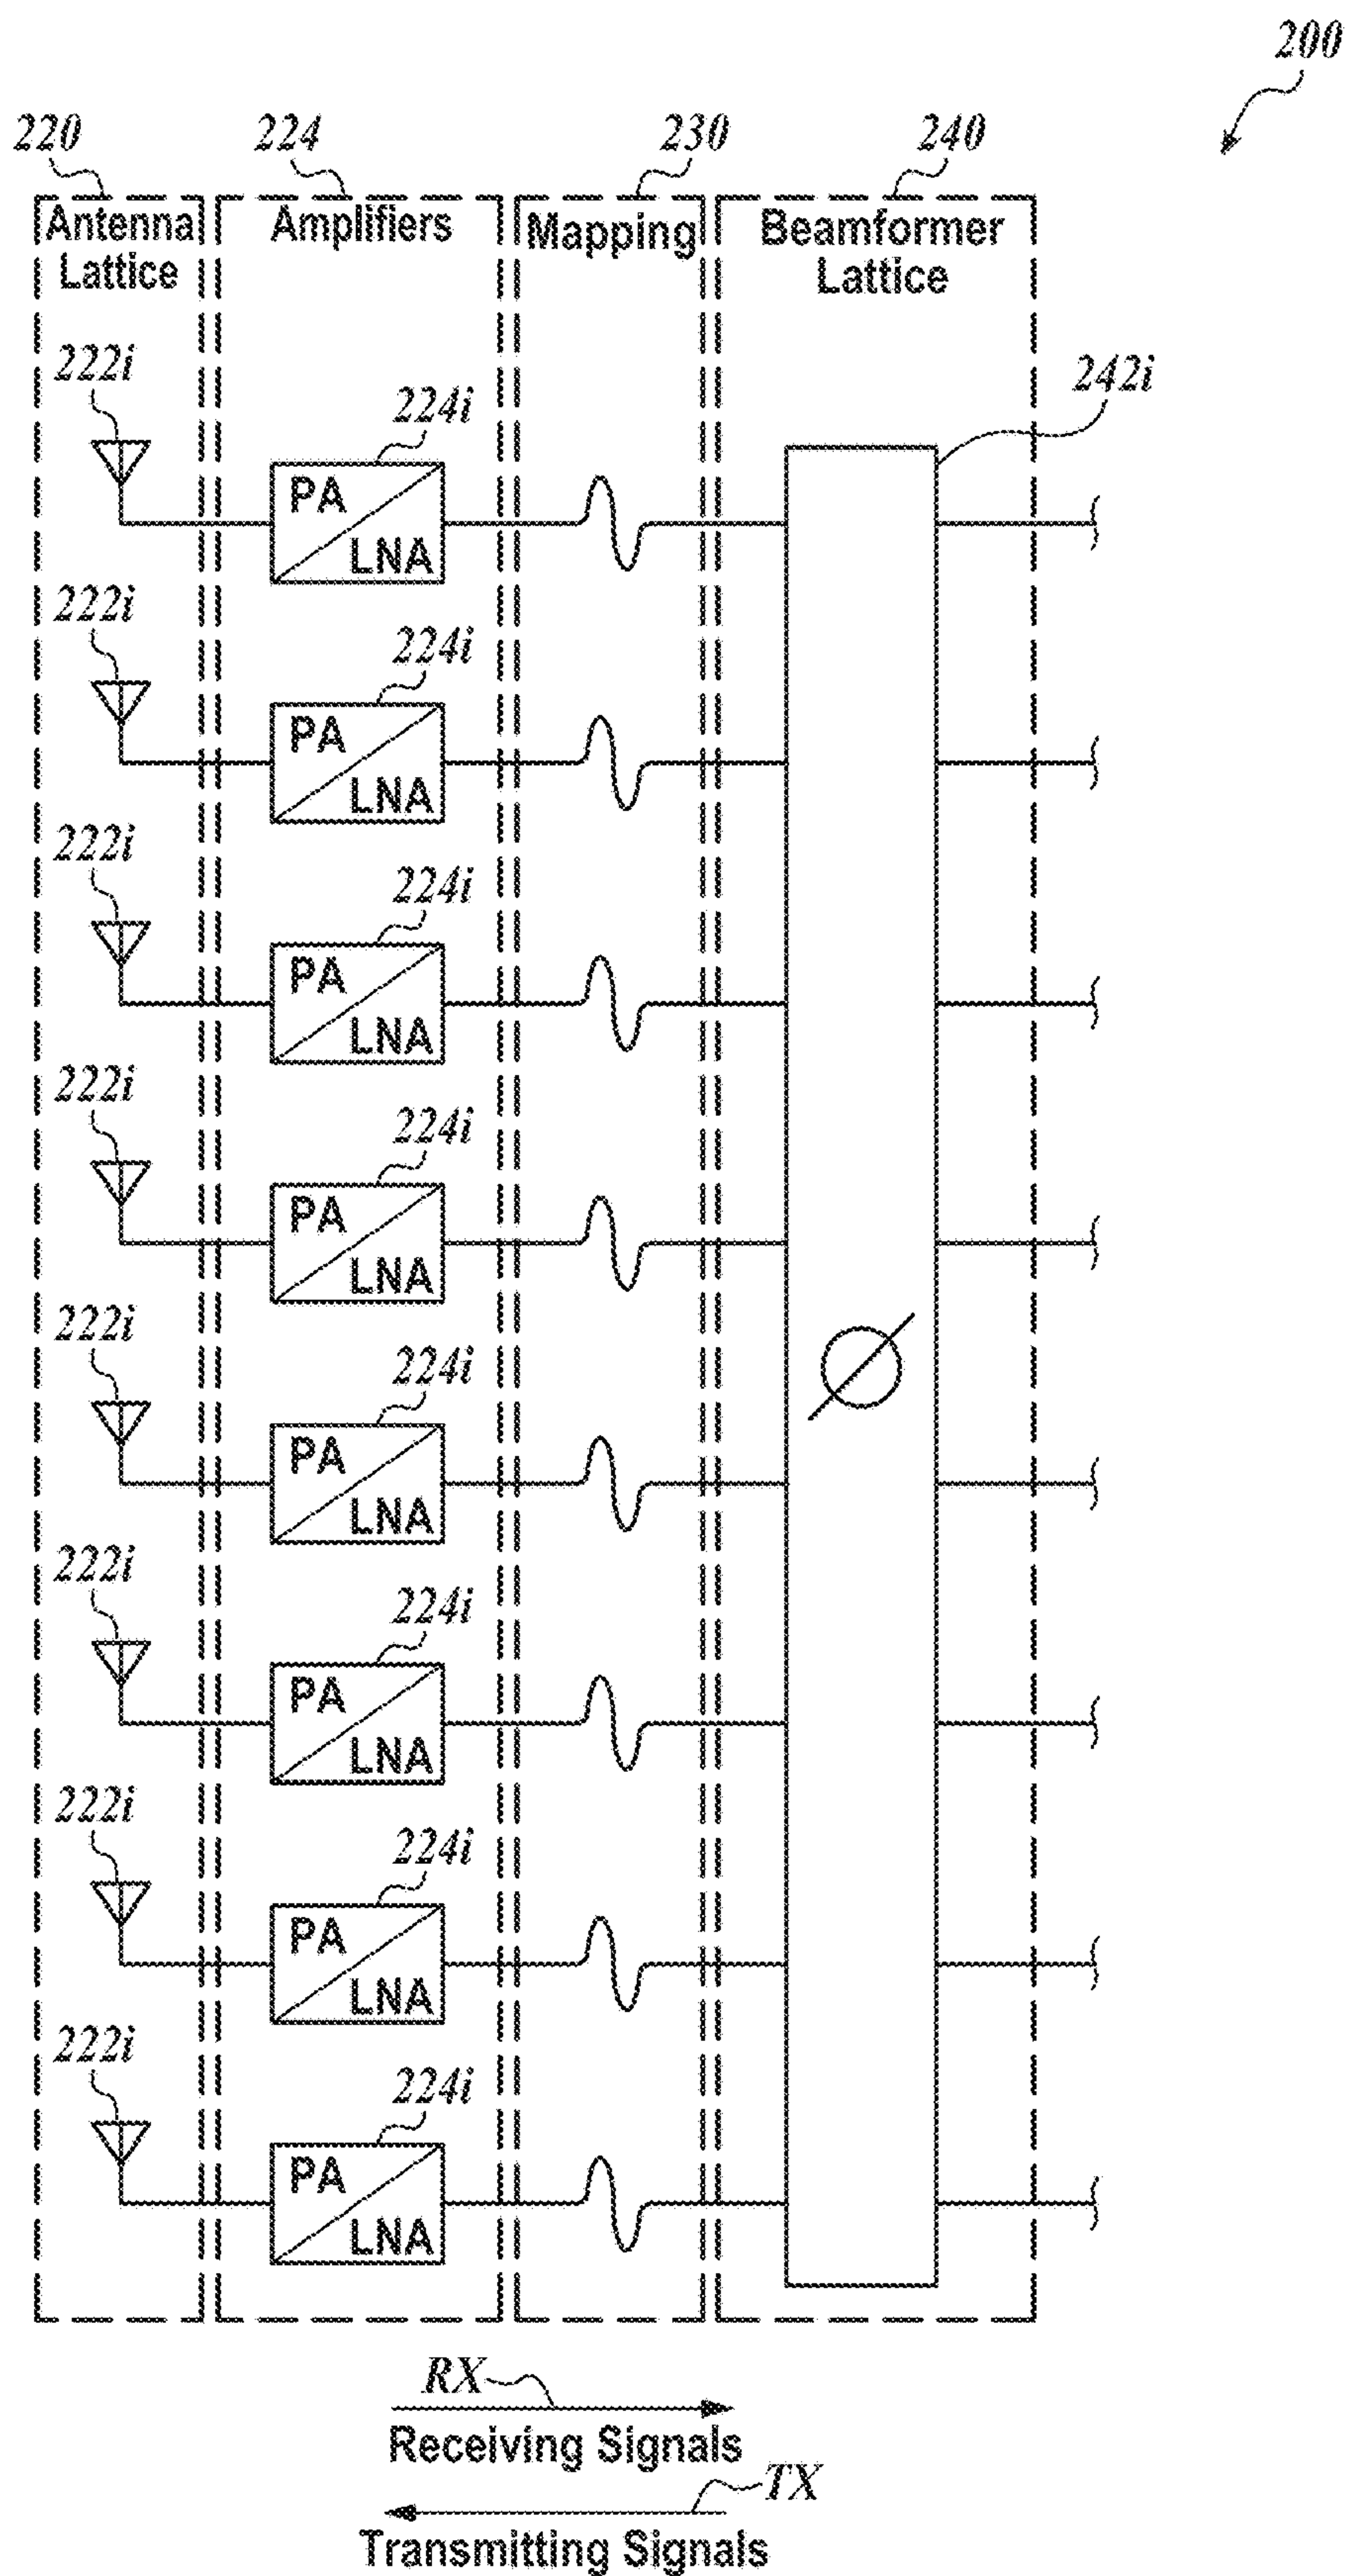 200
220 224 230 240
Antenna Amplifiers Mapping Beamformer
Lattice Lattice
222i
242i
224i
PA
LNA
222i
224i
PA
LNA
222i
224i
PA
LNA
222i
224i
PA
LNA
222i
224i
PA
LNA
222i
224i
PA
LNA
222i
224i
PA
LNA
222i
224i
PA
LNA
RX
Receiving Signals
TX
Transmitting Signals